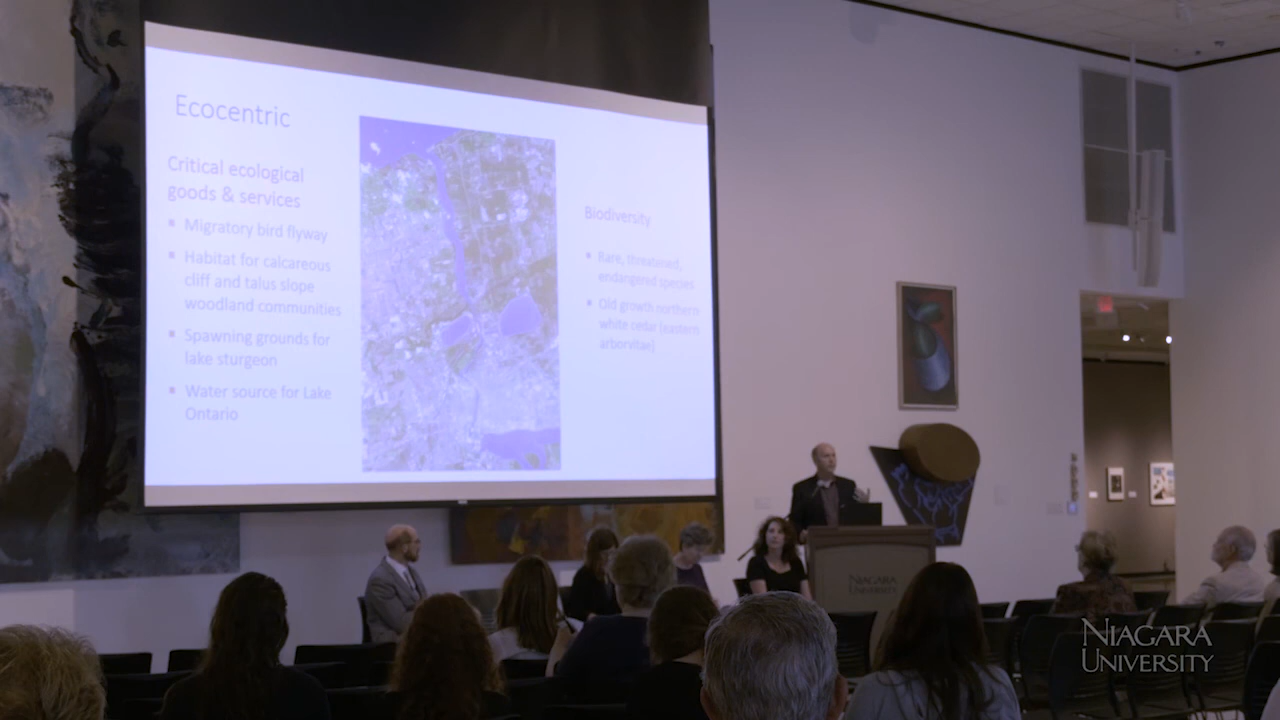 Ecocentric
Critical ecological
goods & services
Migratory bird flyway
Habitat for calcareous
cliff and talus slope
woodland communities
Spawning grounds for
lake sturgeon
Water source for Lake
Ontario
Biodiversity
Rare, threatened,
endangered species
Old growth northern
white cedar (eastern
arborvitae)
NIAGARA
UNIVERSITY
NIAGARA
UNIVERSITY